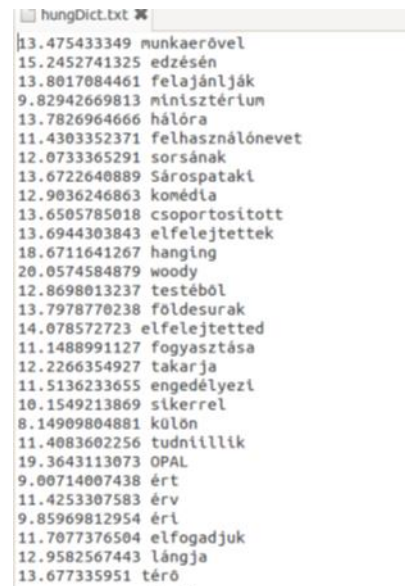 hungDict.txt ✖
13.475433349 munkaerõvel
15.2452741325 edzésén
13.8017084461 felajánlják
9.82942669813 minisztérium
13.7826964666 hálóra
11.4303352371 felhasználónevet
12.0733365291 sorsának
13.6722640889 Sárospataki
12.9036246863 komédia
13.6505785018 csoportosított
13.6944303843 elfelejtettek
18.6711641267 hanging
20.0574584879 woody
12.8698013237 testébõl
13.7978770238 földesurak
14.078572723 elfelejtetted
11.1488991127 fogyasztása
12.2266354927 takarja
11.5136233655 engedélyezi
10.1549213869 sikerrel
8.14909804881 külön
11.4083602256 tudniillik
19.3643113073 OPAL
9.00714007438 ért
11.4253307583 érv
9.85969812954 éri
11.7077376504 elfogadjuk
12.9582567443 lángja
13.677335951 térõ